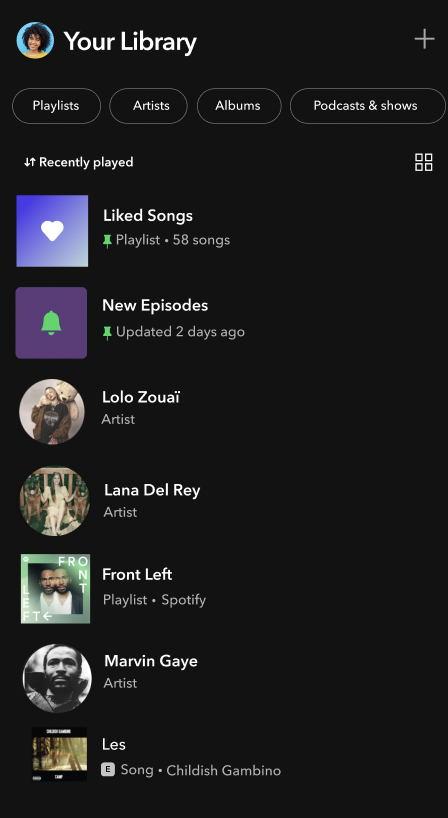 Your Library
Playlists
Artists
Albums
Podcasts & shows
Recently played
Liked Songs
Playlist • 58 songs
New Episodes
Updated 2 days ago
Lolo Zouaï
Artist
Lana Del Rey
Artist
FRONT
LEFT
Front Left
Playlist • Spotify
Marvin Gaye
Artist
CHILDISH GAMBINO
CAMP
Les
E Song • Childish Gambino